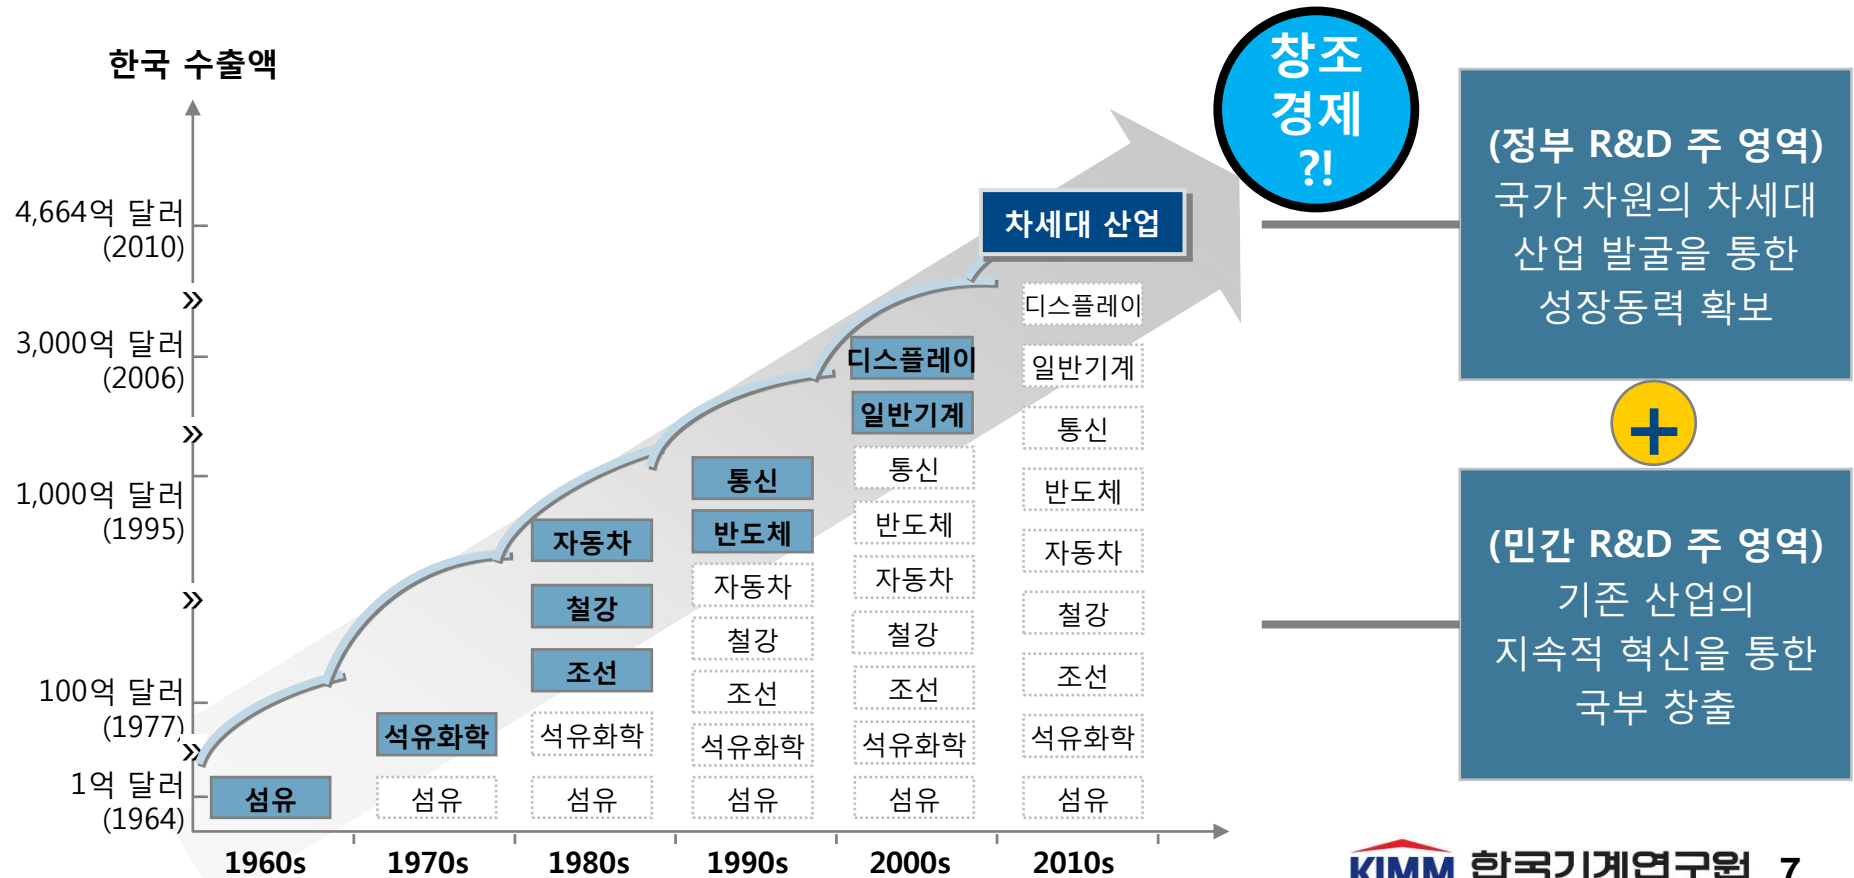 한국 수출액
4,664억 달러
(2010)
»
3,000억 달러
(2006)
»
1,000억 달러
(1995)
»
100억 달러
(1977)
»
1억 달러
(1964)
섬유
1960s
석유화학
섬유
1970s
자동차
철강
조선
석유화학
섬유
1980s
통신
반도체
자동차
철강
조선
석유화학
섬유
1990s
디스플레이
일반기계
통신
반도체
자동차
철강
조선
석유화학
섬유
2000s
차세대 산업
디스플레이
일반기계
통신
반도체
자동차
철강
조선
석유화학
섬유
2010s
창조
경제
?!
(정부 R&D 주 영역)
국가 차원의 차세대
산업 발굴을 통한
성장동력 확보
+
(민간 R&D 주 영역)
기존 산업의
지속적 혁신을 통한
국부 창출
KIMM 한국기계연구원 7